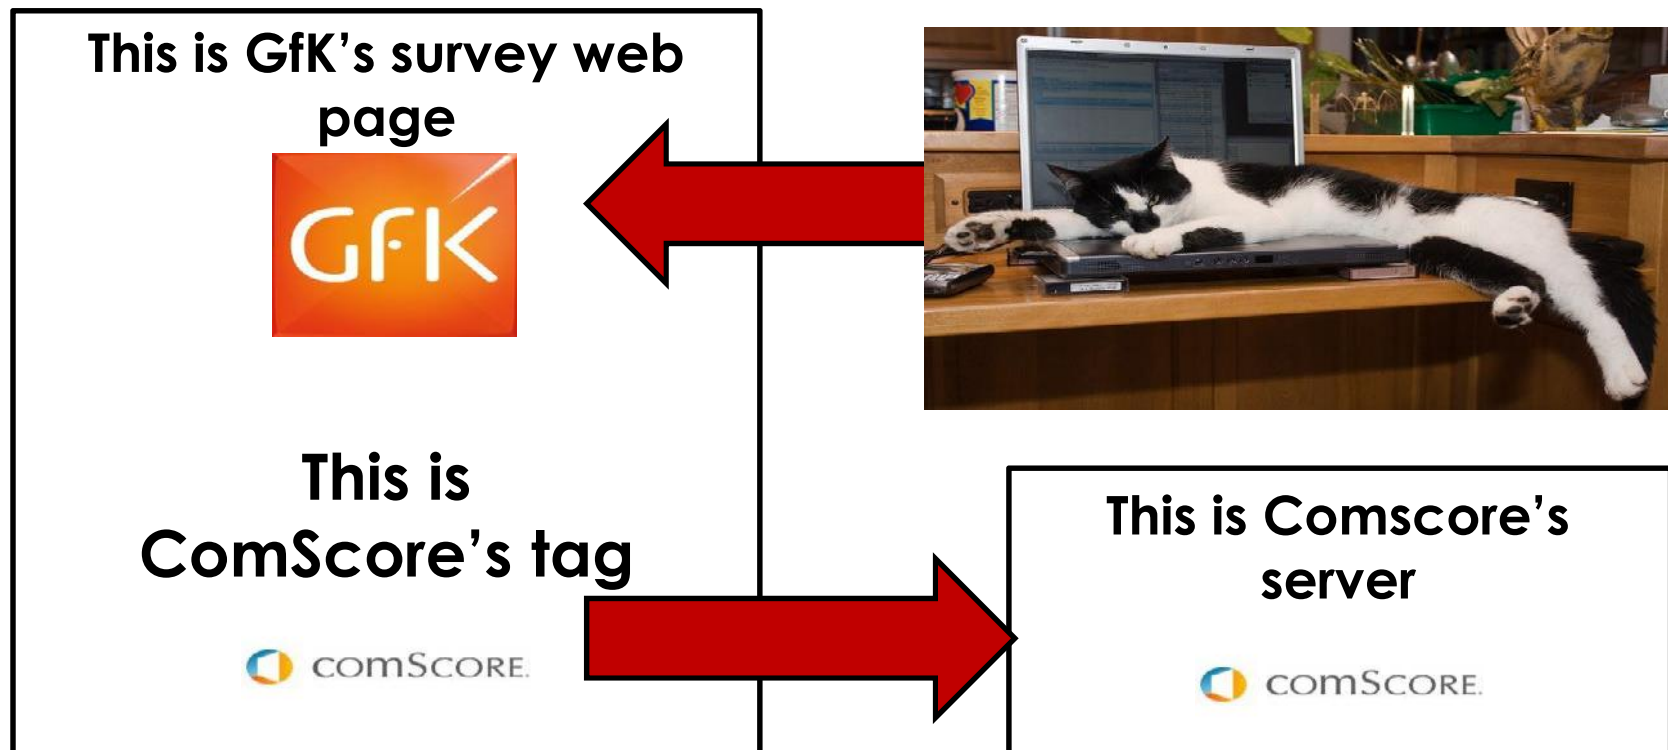 This is GfK’s survey web
page
GFK
This is
ComScore’s tag
comScore.
This is Comscore’s
server
comScore.